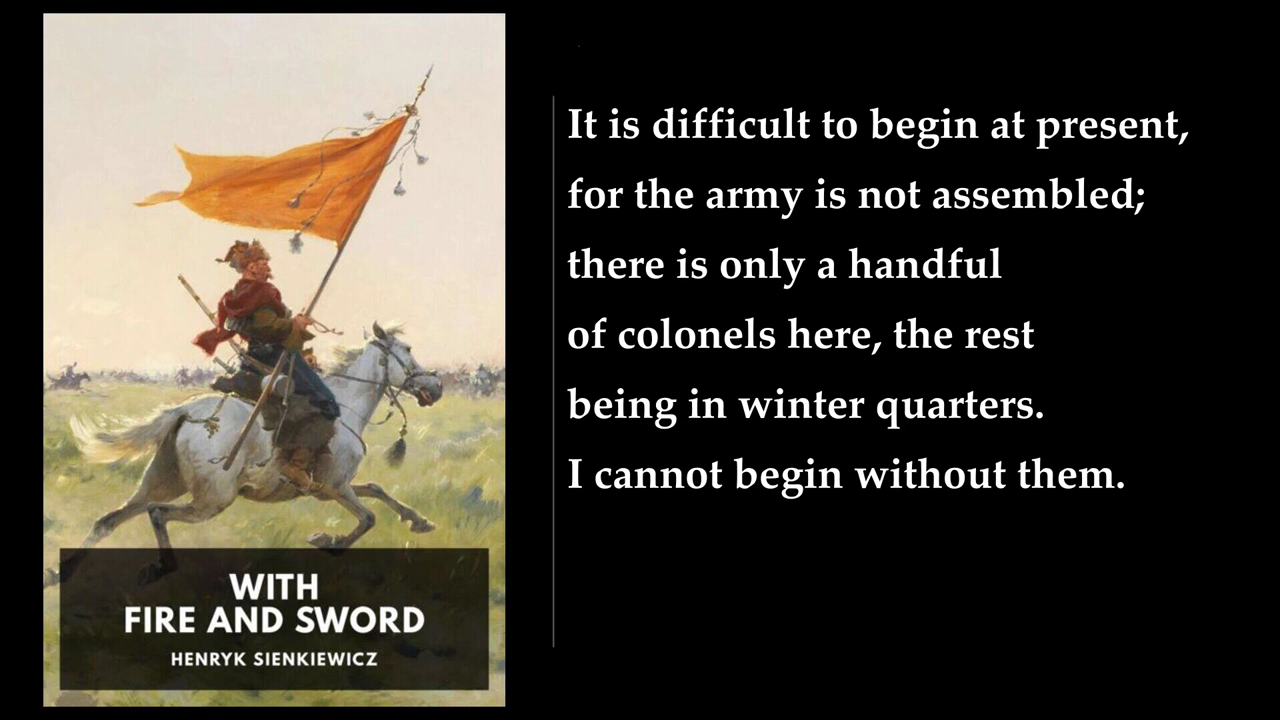 It is difficult to begin at present,
for the army is not assembled;
there is only a handful
of colonels here, the rest
being in winter quarters.
I cannot begin without them.
WITH
FIRE AND SWORD
HENRYK SIENKIEWICZ